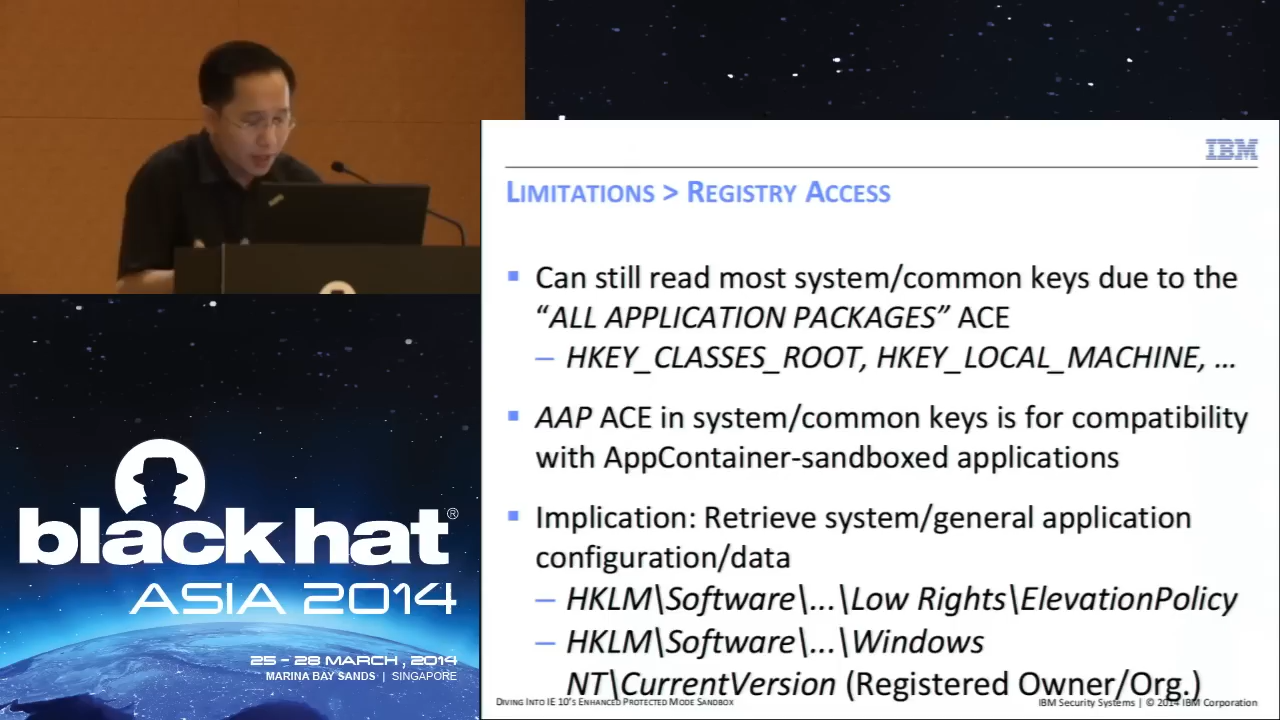 IBM
LIMITATIONS > REGISTRY ACCESS
Can still read most system/common keys due to the
“ALL APPLICATION PACKAGES” ACE
– HKEY_CLASSES_ROOT, HKEY_LOCAL_MACHINE, ...
AAP ACE in system/common keys is for compatibility
with AppContainer-sandboxed applications
Implication: Retrieve system/general application
configuration/data
– HKLM\Software\...\Low Rights\ElevationPolicy
– HKLM\Software\...\Windows
NT\CurrentVersion (Registered Owner/Org.)
DIVING INTO IE 10'S ENHANCED PROTECTED MODE SANDBOX
IBM Security Systems | © 2014 IBM Corporation
black hat®
ASIA 2014
25 - 28 MARCH, 2014
MARINA BAY SANDS | SINGAPORE